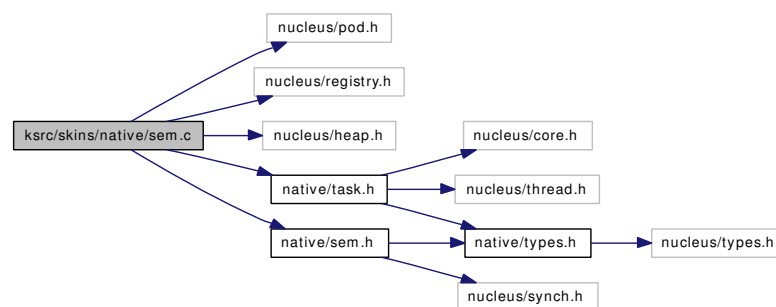 nucleus/pod.h
nucleus/registry.h
ksrc/skins/native/sem.c
nucleus/heap.h
nucleus/core.h
native/task.h
nucleus/thread.h
native/sem.h
native/types.h
nucleus/types.h
nucleus/synch.h